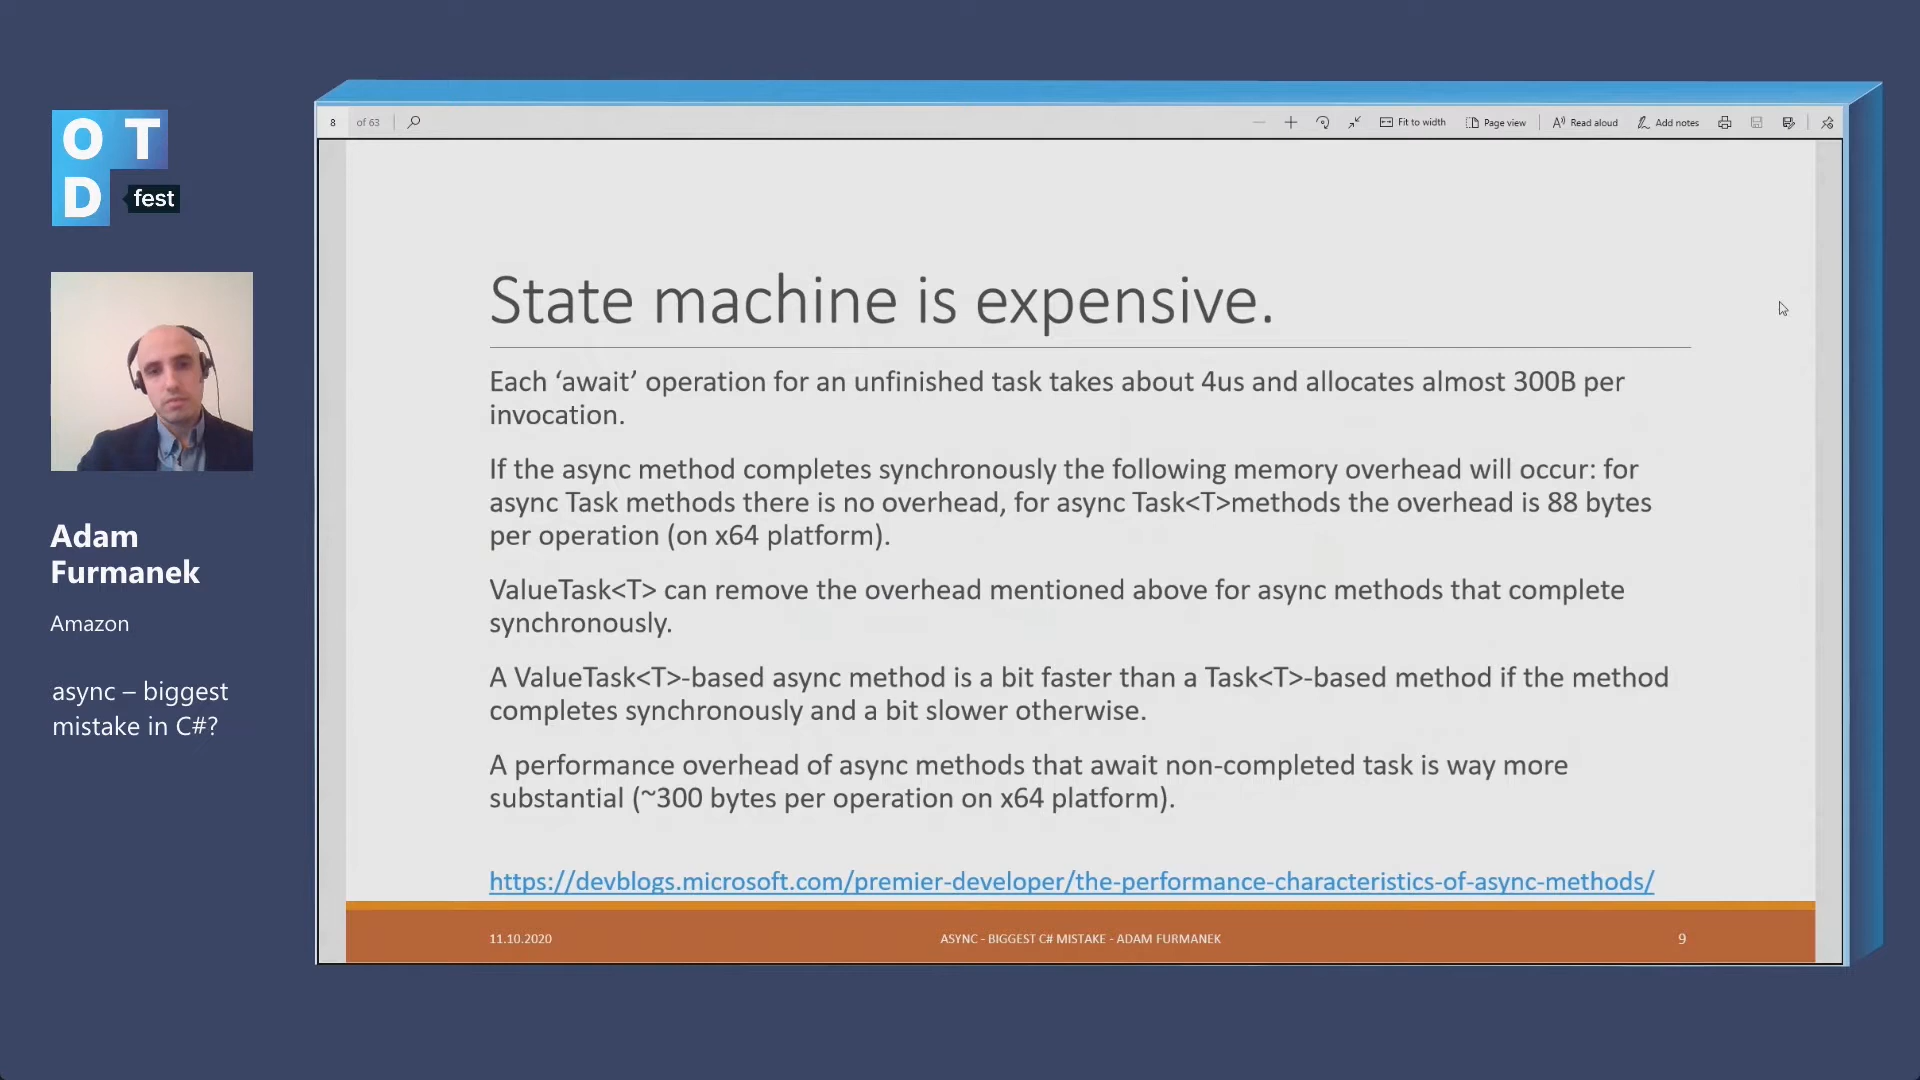 O T
D fest
Adam
Furmanek
Amazon
async – biggest
mistake in C#?
8 of 63
Fit to width
Page view
Read aloud
Add notes
State machine is expensive.
Each ‘await’ operation for an unfinished task takes about 4us and allocates almost 300B per
invocation.
If the async method completes synchronously the following memory overhead will occur: for
async Task methods there is no overhead, for async Task<T>methods the overhead is 88 bytes
per operation (on x64 platform).
ValueTask<T> can remove the overhead mentioned above for async methods that complete
synchronously.
A ValueTask<T>-based async method is a bit faster than a Task<T>-based method if the method
completes synchronously and a bit slower otherwise.
A performance overhead of async methods that await non-completed task is way more
substantial (~300 bytes per operation on x64 platform).
https://devblogs.microsoft.com/premier-developer/the-performance-characteristics-of-async-methods/
11.10.2020
ASYNC - BIGGEST C# MISTAKE - ADAM FURMANEK
9